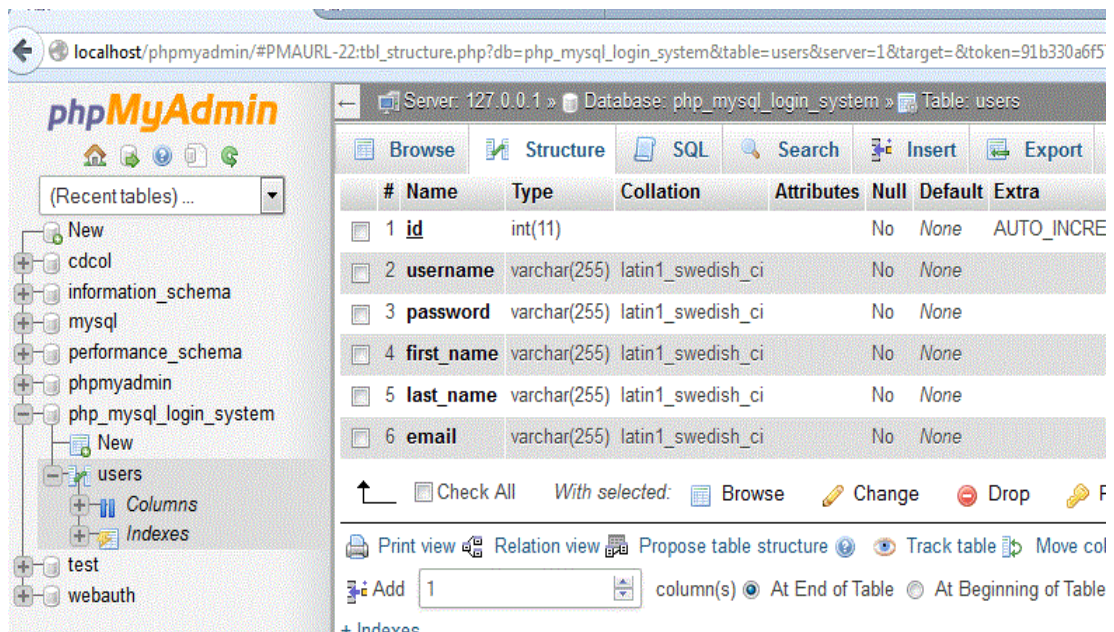 localhost/phpmyadmin/#PMAURL-22:tbl_structure.php?db=php_mysql_login_system&table=users&server=1&target=&token=91b330a6f5
phpMyAdmin
(Recent tables) ...
New
cdcol
information_schema
mysql
performance_schema
phpmyadmin
php_mysql_login_system
New
users
Columns
Indexes
test
webauth
Server: 127.0.0.1 » Database: php_mysql_login_system » Table: users
Browse Structure SQL Search Insert Export
# Name Type Collation Attributes Null Default Extra
1 id int(11) No None AUTO_INCRE
2 username varchar(255) latin1_swedish_ci No None
3 password varchar(255) latin1_swedish_ci No None
4 first_name varchar(255) latin1_swedish_ci No None
5 last_name varchar(255) latin1_swedish_ci No None
6 email varchar(255) latin1_swedish_ci No None
Check All With selected: Browse Change Drop
Print view Relation view Propose table structure Track table Move col
Add 1 column(s) At End of Table At Beginning of Table
+ Indexes